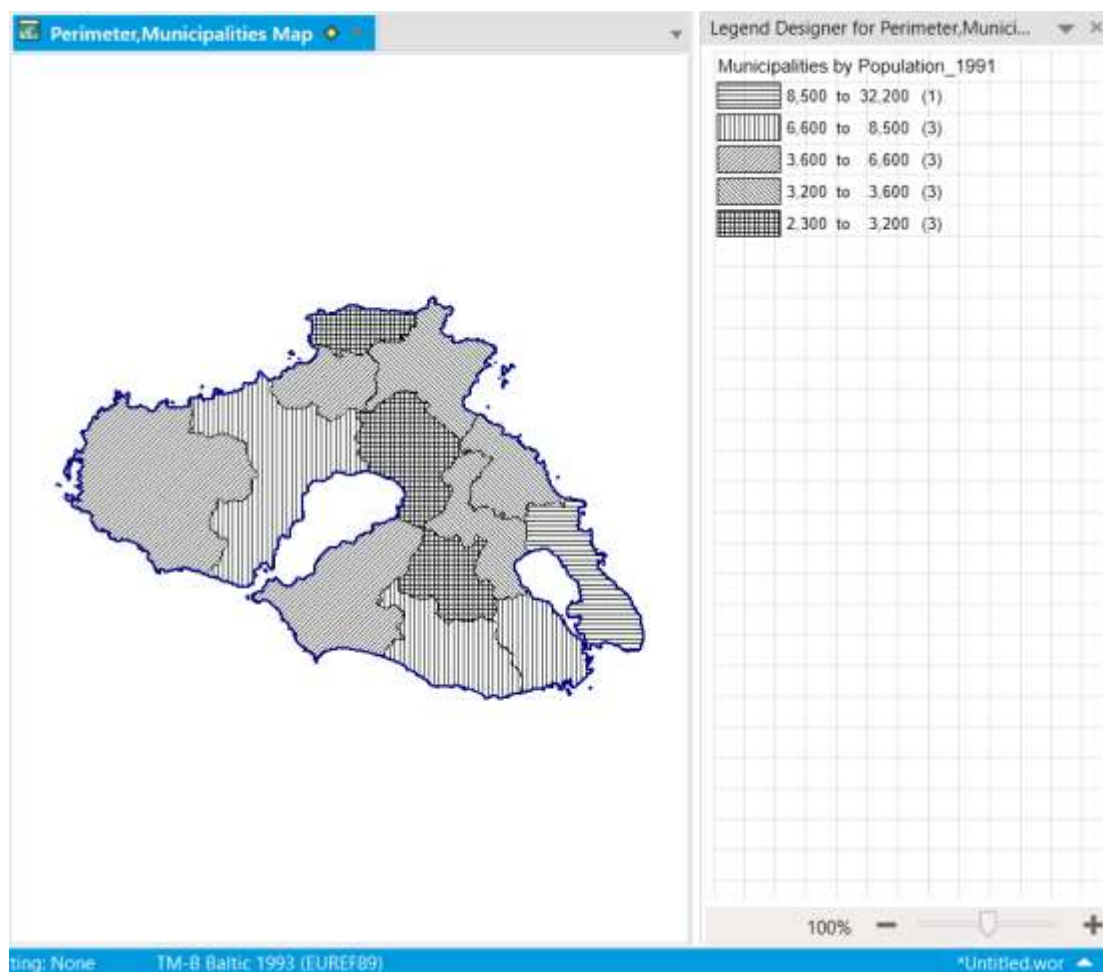 Perimeter,Municipalities Map
Legend Designer for Perimeter,Munici...
Municipalities by Population_1991
8,500 to 32,200 (1)
6,600 to 8,500 (3)
3,600 to 6,600 (3)
3,200 to 3,600 (3)
2,300 to 3,200 (3)
100%
ting: None TM-B Baltic 1993 (EUREF89) *Untitled.wor